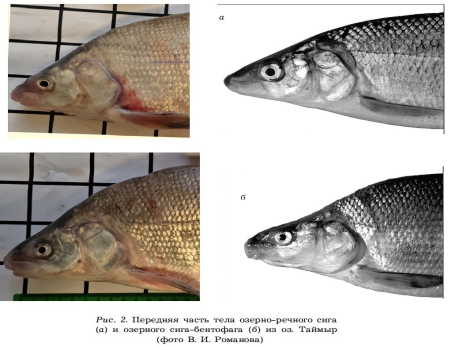 а
б
Рис. 2. Передняя часть тела озерно-речного сига
(а) и озерного сига-бентофага (б) из оз. Таймыр
(фото В. И. Романова)